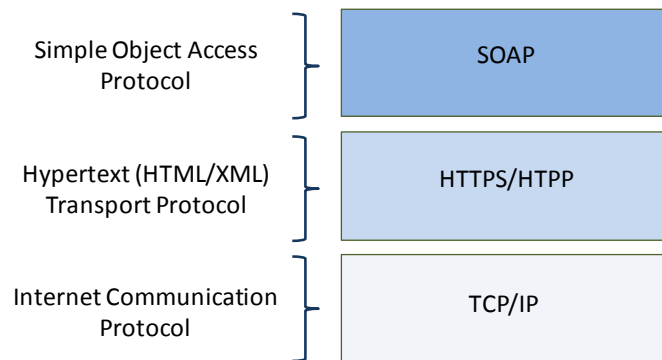 Simple Object Access
Protocol
SOAP
Hypertext (HTML/XML)
Transport Protocol
HTTPS/HTPP
Internet Communication
Protocol
TCP/IP